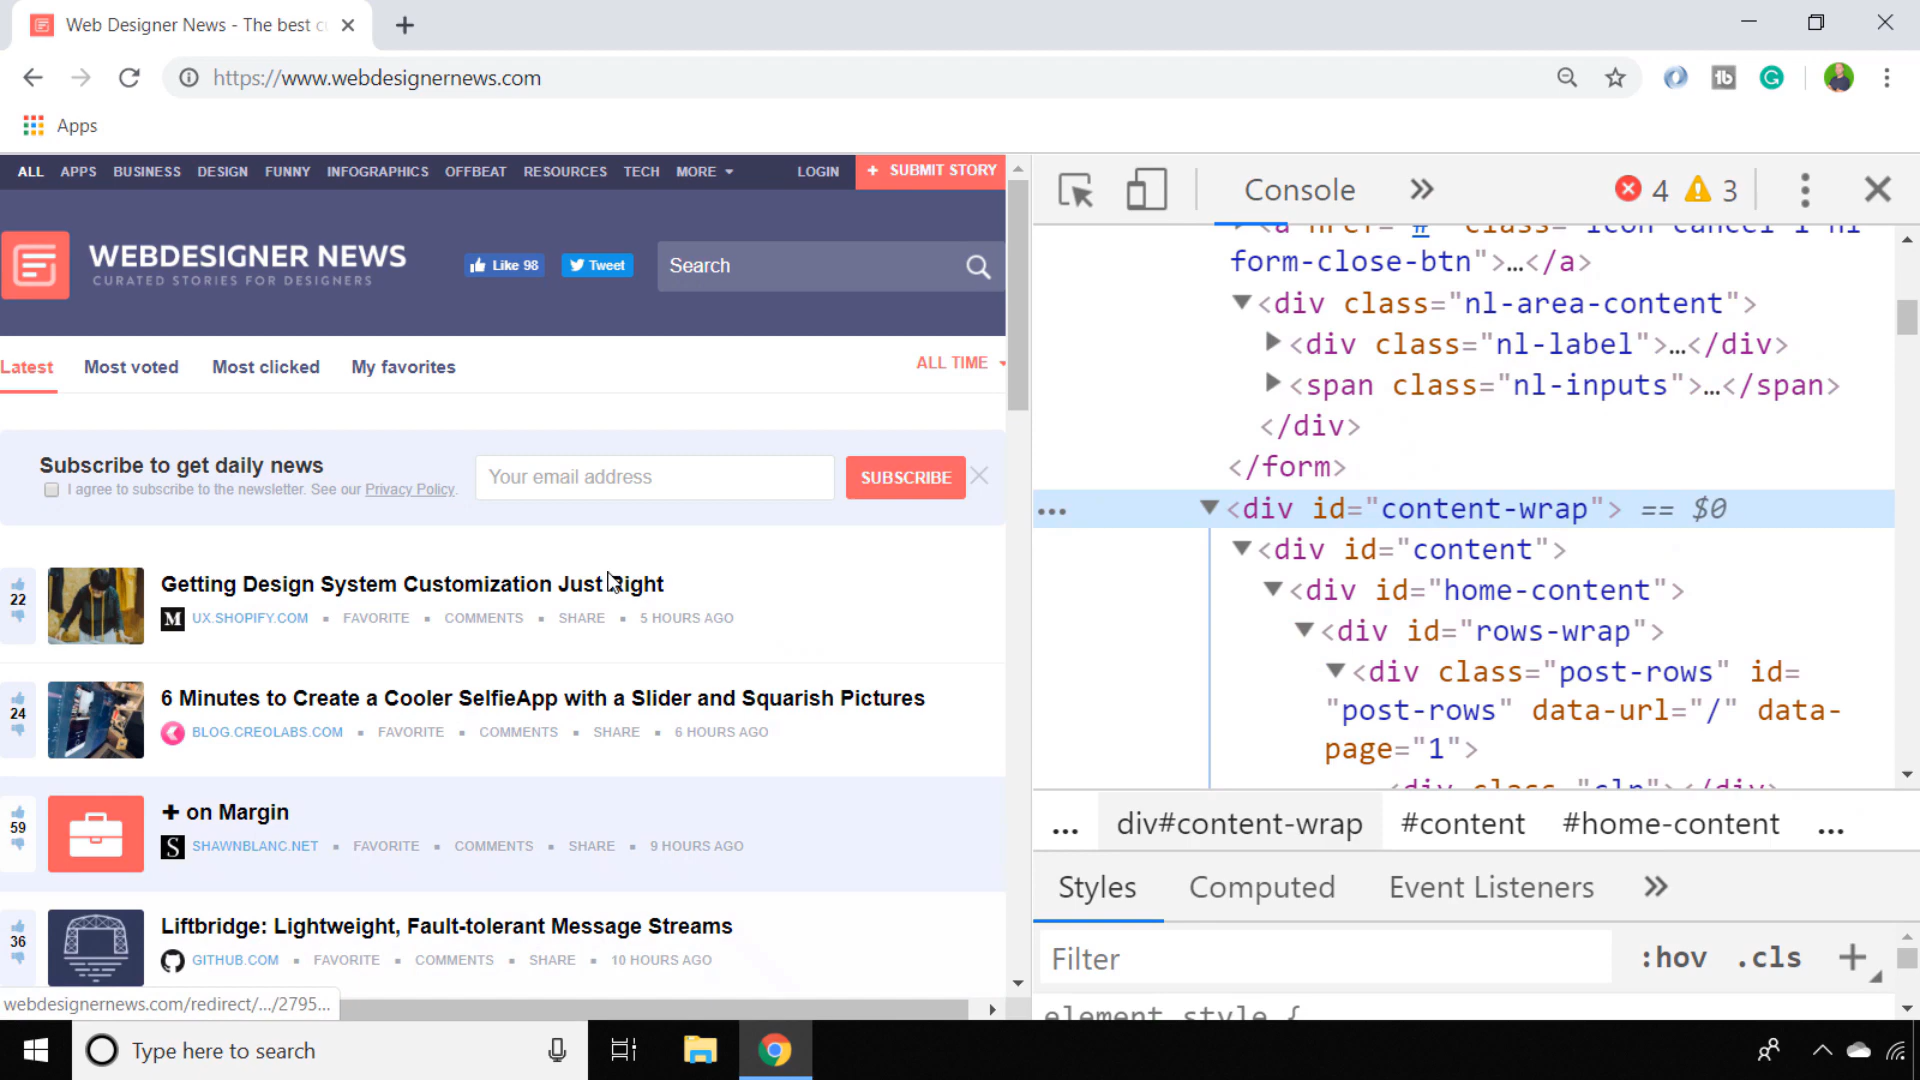 Web Designer News - The best c
https://www.webdesignernews.com
Apps
ALL APPS BUSINESS DESIGN FUNNY INFOGRAPHICS OFFBEAT RESOURCES TECH MORE LOGIN + SUBMIT STORY
WEBDESIGNER NEWS
CURATED STORIES FOR DESIGNERS
Like 98
Tweet
Search
Latest Most voted Most clicked My favorites ALL TIME
Subscribe to get daily news
I agree to subscribe to the newsletter. See our Privacy Policy.
Your email address
SUBSCRIBE
22
Getting Design System Customization Just Right
M UX.SHOPIFY.COM ▪ FAVORITE ▪ COMMENTS ▪ SHARE ▪ 5 HOURS AGO
24
6 Minutes to Create a Cooler SelfieApp with a Slider and Squarish Pictures
BLOG.CREOLABS.COM ▪ FAVORITE ▪ COMMENTS ▪ SHARE ▪ 6 HOURS AGO
59
+ on Margin
S SHAWNBLANC.NET ▪ FAVORITE ▪ COMMENTS ▪ SHARE ▪ 9 HOURS AGO
36
Liftbridge: Lightweight, Fault-tolerant Message Streams
GITHUB.COM ▪ FAVORITE ▪ COMMENTS ▪ SHARE ▪ 10 HOURS AGO
webdesignernews.com/redirect/.../2795...
Console » 4 3
form-close-btn">…</a>
<div class="nl-area-content">
<div class="nl-label">…</div>
<span class="nl-inputs">…</span>
</div>
</form>
... <div id="content-wrap"> == $0
<div id="content">
<div id="home-content">
<div id="rows-wrap">
<div class="post-rows" id=
"post-rows" data-url="/" data-
page="1">
<div class="clr"></div>
... div#content-wrap #content #home-content ...
Styles Computed Event Listeners »
Filter :hov .cls +
element.style {
Type here to search